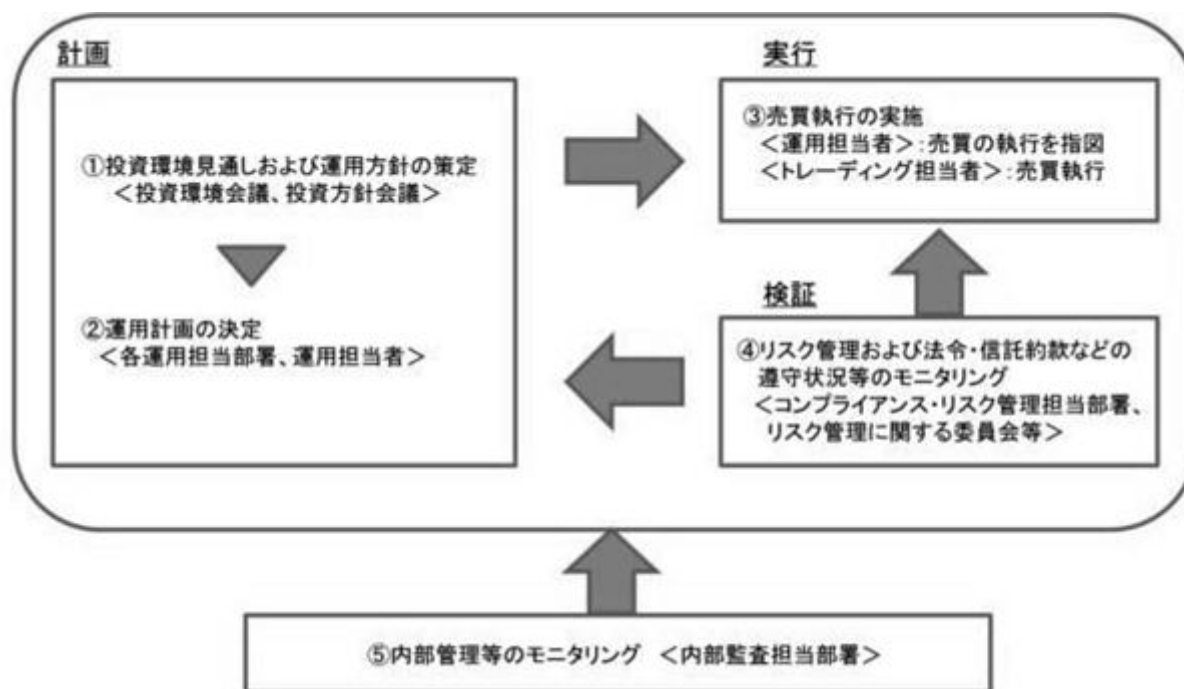 計画
①投資環境見通しおよび運用方針の策定
<投資環境会議、投資方針会議>
②運用計画の決定
<各運用担当部署、運用担当者>
実行
③売買執行の実施
<運用担当者>:売買の執行を指図
<トレーディング担当者>:売買執行
検証
④リスク管理および法令・信託約款などの
遵守状況等のモニタリング
<コンプライアンス・リスク管理担当部署、
リスク管理に関する委員会等>
⑤内部管理等のモニタリング <内部監査担当部署>